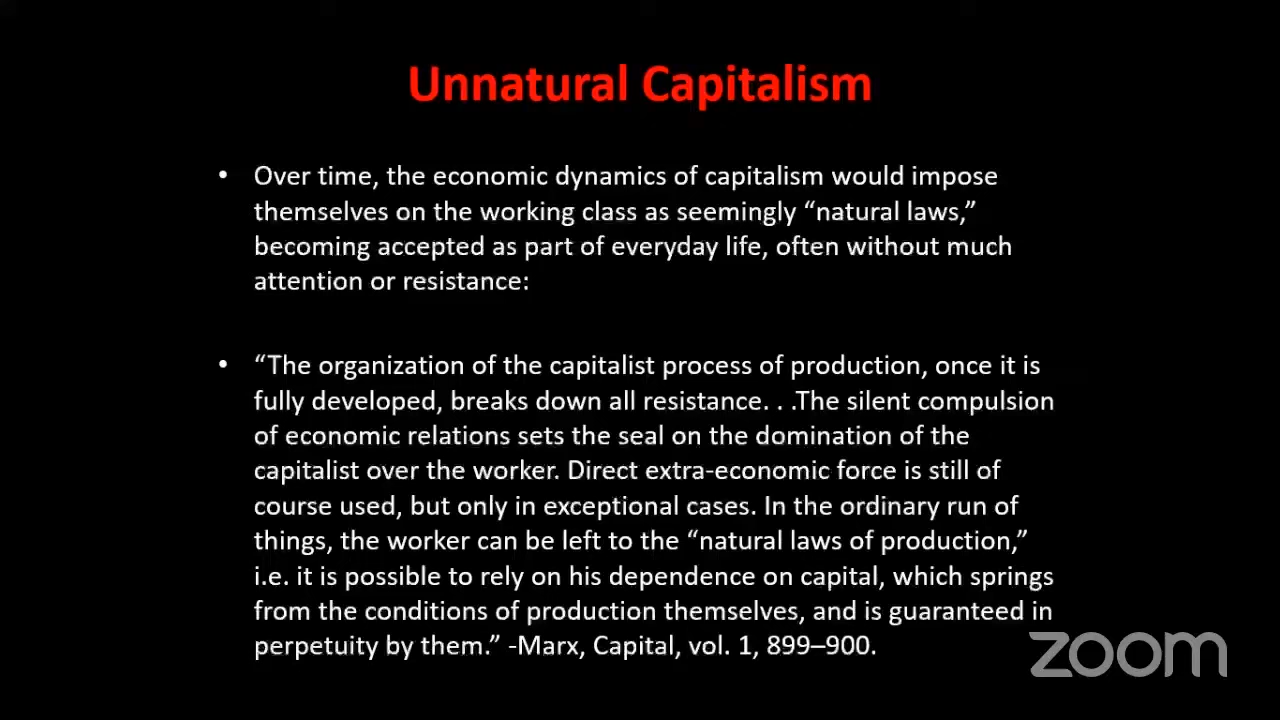 Unnatural Capitalism
• Over time, the economic dynamics of capitalism would impose
themselves on the working class as seemingly “natural laws,”
becoming accepted as part of everyday life, often without much
attention or resistance:
• “The organization of the capitalist process of production, once it is
fully developed, breaks down all resistance. . .The silent compulsion
of economic relations sets the seal on the domination of the
capitalist over the worker. Direct extra-economic force is still of
course used, but only in exceptional cases. In the ordinary run of
things, the worker can be left to the “natural laws of production,”
i.e. it is possible to rely on his dependence on capital, which springs
from the conditions of production themselves, and is guaranteed in
perpetuity by them.” -Marx, Capital, vol. 1, 899–900.
zoom